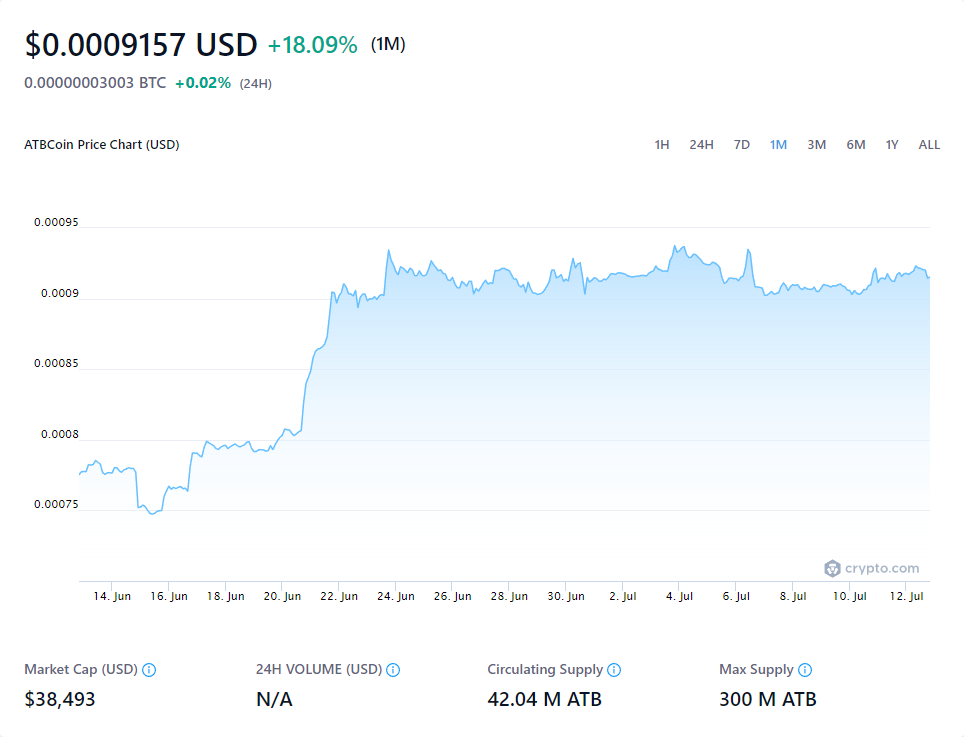 $0.0009157 USD +18.09% (1M)
0.00000003003 BTC +0.02% (24H)
ATBCoin Price Chart (USD) 1H 24H 7D 1M 3M 6M 1Y ALL
0.00095
0.0009
0.00085
0.0008
0.00075
crypto.com
14. Jun 16. Jun 18. Jun 20. Jun 22. Jun 24. Jun 26. Jun 28. Jun 30. Jun 2. Jul 4. Jul 6. Jul 8. Jul 10. Jul 12. Jul
Market Cap (USD) 24H VOLUME (USD) Circulating Supply Max Supply
$38,493 N/A 42.04 M ATB 300 M ATB